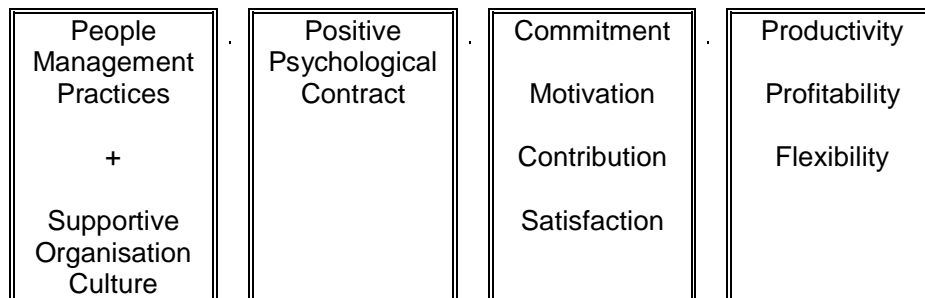 People
Management
Practices
+
Supportive
Organisation
Culture
Positive
Psychological
Contract
Commitment
Motivation
Contribution
Satisfaction
Productivity
Profitability
Flexibility